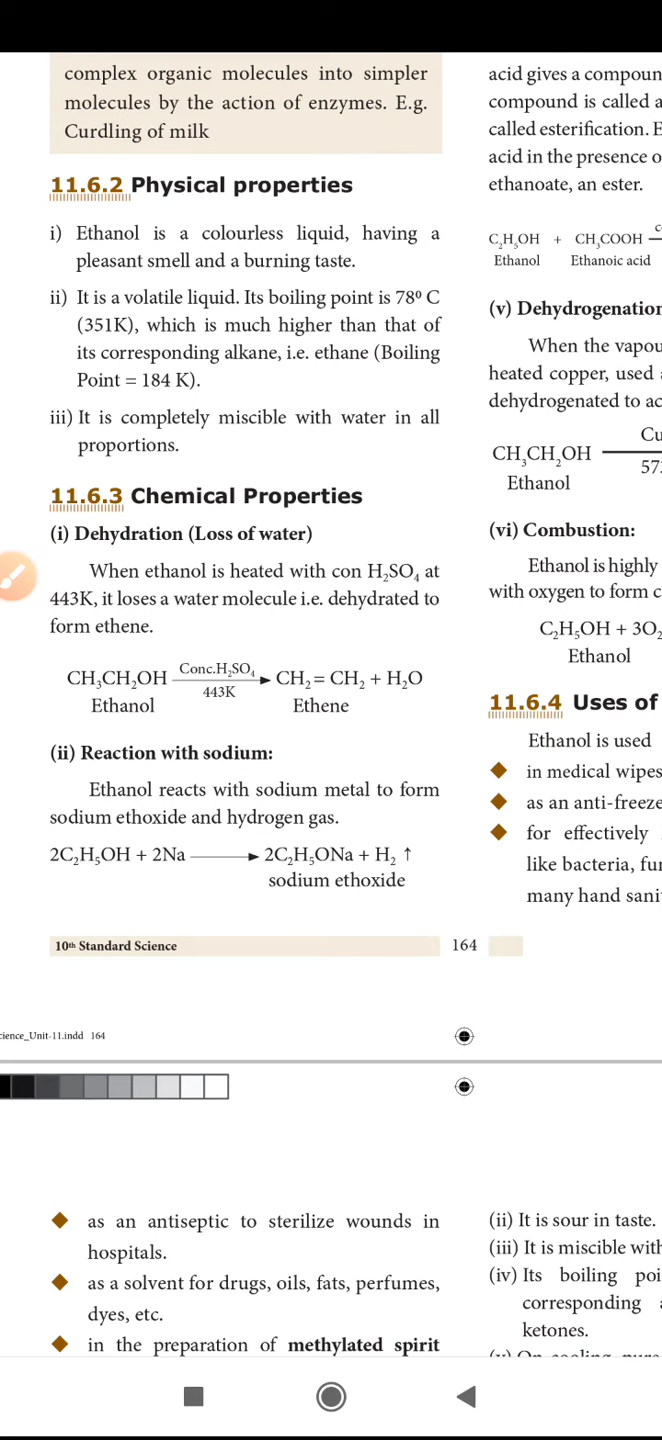 complex organic molecules into simpler
molecules by the action of enzymes. E.g.
Curdling of milk
11.6.2 Physical properties
i) Ethanol is a colourless liquid, having a
pleasant smell and a burning taste.
ii) It is a volatile liquid. Its boiling point is 78⁰ C
(351K), which is much higher than that of
its corresponding alkane, i.e. ethane (Boiling
Point = 184 K).
iii) It is completely miscible with water in all
proportions.
11.6.3 Chemical Properties
(i) Dehydration (Loss of water)
When ethanol is heated with con H₂SO₄ at
443K, it loses a water molecule i.e. dehydrated to
form ethene.
CH₃CH₂OH Conc.H₂SO₄ 443K → CH₂ = CH₂ + H₂O
Ethanol Ethene
(ii) Reaction with sodium:
Ethanol reacts with sodium metal to form
sodium ethoxide and hydrogen gas.
2C₂H₅OH + 2Na → 2C₂H₅ONa + H₂ ↑
sodium ethoxide
acid gives a compoun
compound is called a
called esterification. E
acid in the presence o
ethanoate, an ester.
C₂H₅OH + CH₃COOH
Ethanol Ethanoic acid
(v) Dehydrogenation
When the vapou
heated copper, used
dehydrogenated to ac
CH₃CH₂OH Cu 573
Ethanol
(vi) Combustion:
Ethanol is highly
with oxygen to form c
C₂H₅OH + 3O₂
Ethanol
11.6.4 Uses of
Ethanol is used
in medical wipes
as an anti-freeze
for effectively
like bacteria, fun
many hand sani
10th Standard Science 164
cience_Unit-11.indd 164
as an antiseptic to sterilize wounds in
hospitals.
as a solvent for drugs, oils, fats, perfumes,
dyes, etc.
in the preparation of methylated spirit
(ii) It is sour in taste.
(iii) It is miscible with
(iv) Its boiling poi
corresponding a
ketones.